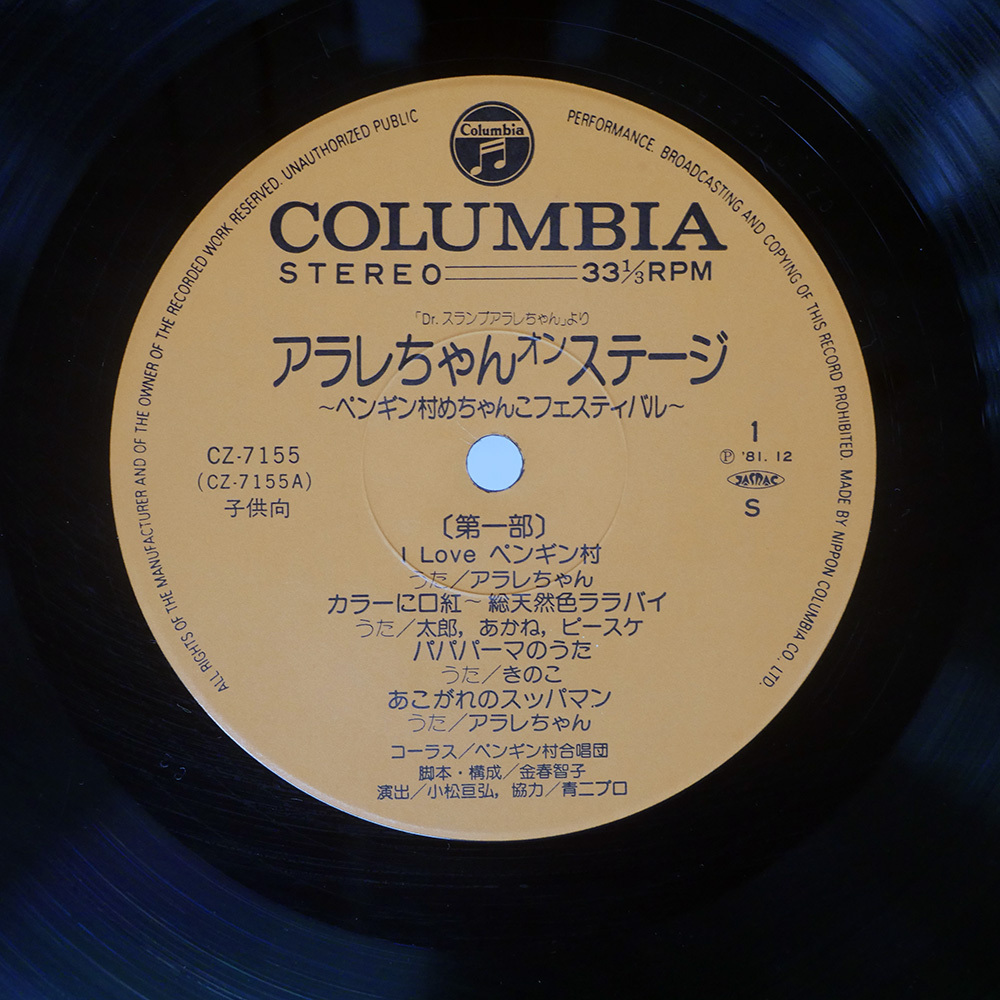 Columbia
ALL RIGHTS OF THE MANUFACTURER AND OF THE OWNER OF THE RECORDED WORK RESERVED. UNAUTHORIZED PUBLIC PERFORMANCE. BROADCASTING AND COPYING OF THIS RECORD PROHIBITED. MADE BY NIPPON COLUMBIA CO., LTD.
COLUMBIA
STEREO 33⅓RPM
「Dr. スランプアラレちゃん」より
アラレちゃんオンステージ
〜ペンギン村めちゃんこフェスティバル〜
CZ-7155
(CZ-7155A)
子供向
1
Ⓟ '81. 12
JASRAC
S
〔第一部〕
I Love ペンギン村
うた/アラレちゃん
カラーに口紅〜総天然色ララバイ
うた/太郎, あかね, ピースケ
パパパーマのうた
うた/きのこ
あこがれのスッパマン
うた/アラレちゃん
コーラス/ペンギン村合唱団
脚本・構成/金春智子
演出/小松亘弘, 協力/青二プロ